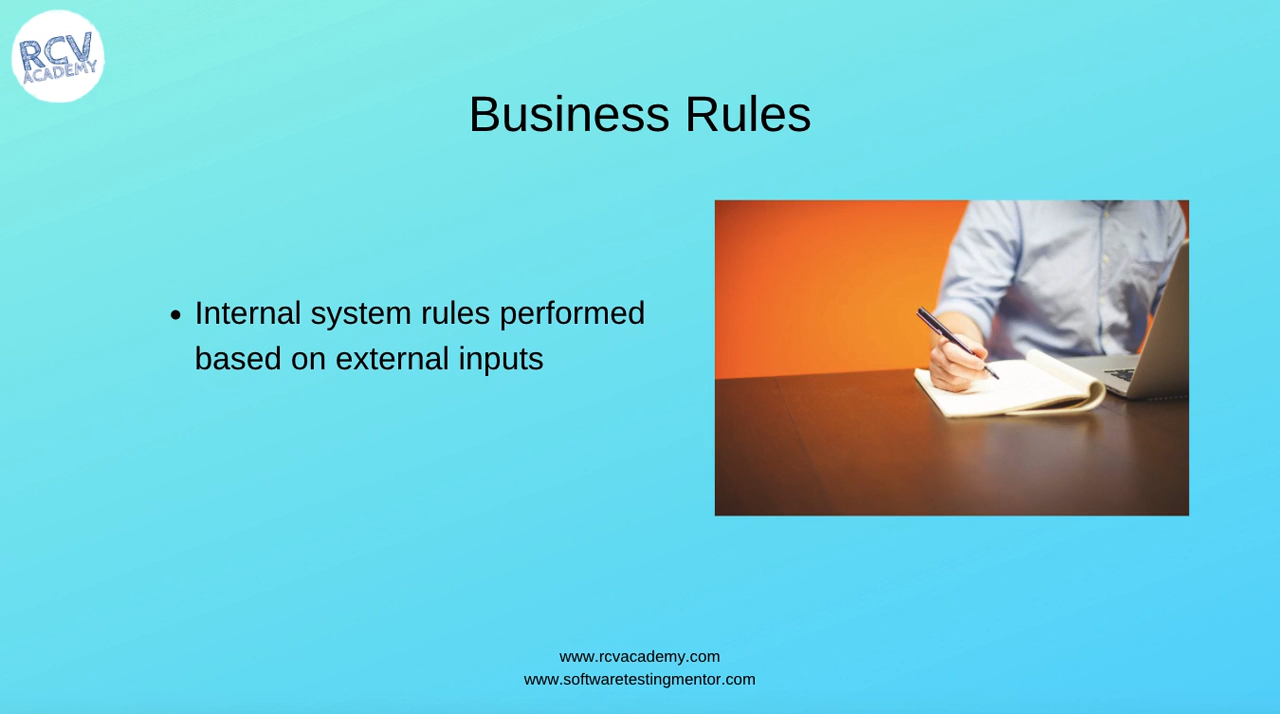 RCV
ACADEMY
Business Rules
• Internal system rules performed
based on external inputs
www.rcvacademy.com
www.softwaretestingmentor.com